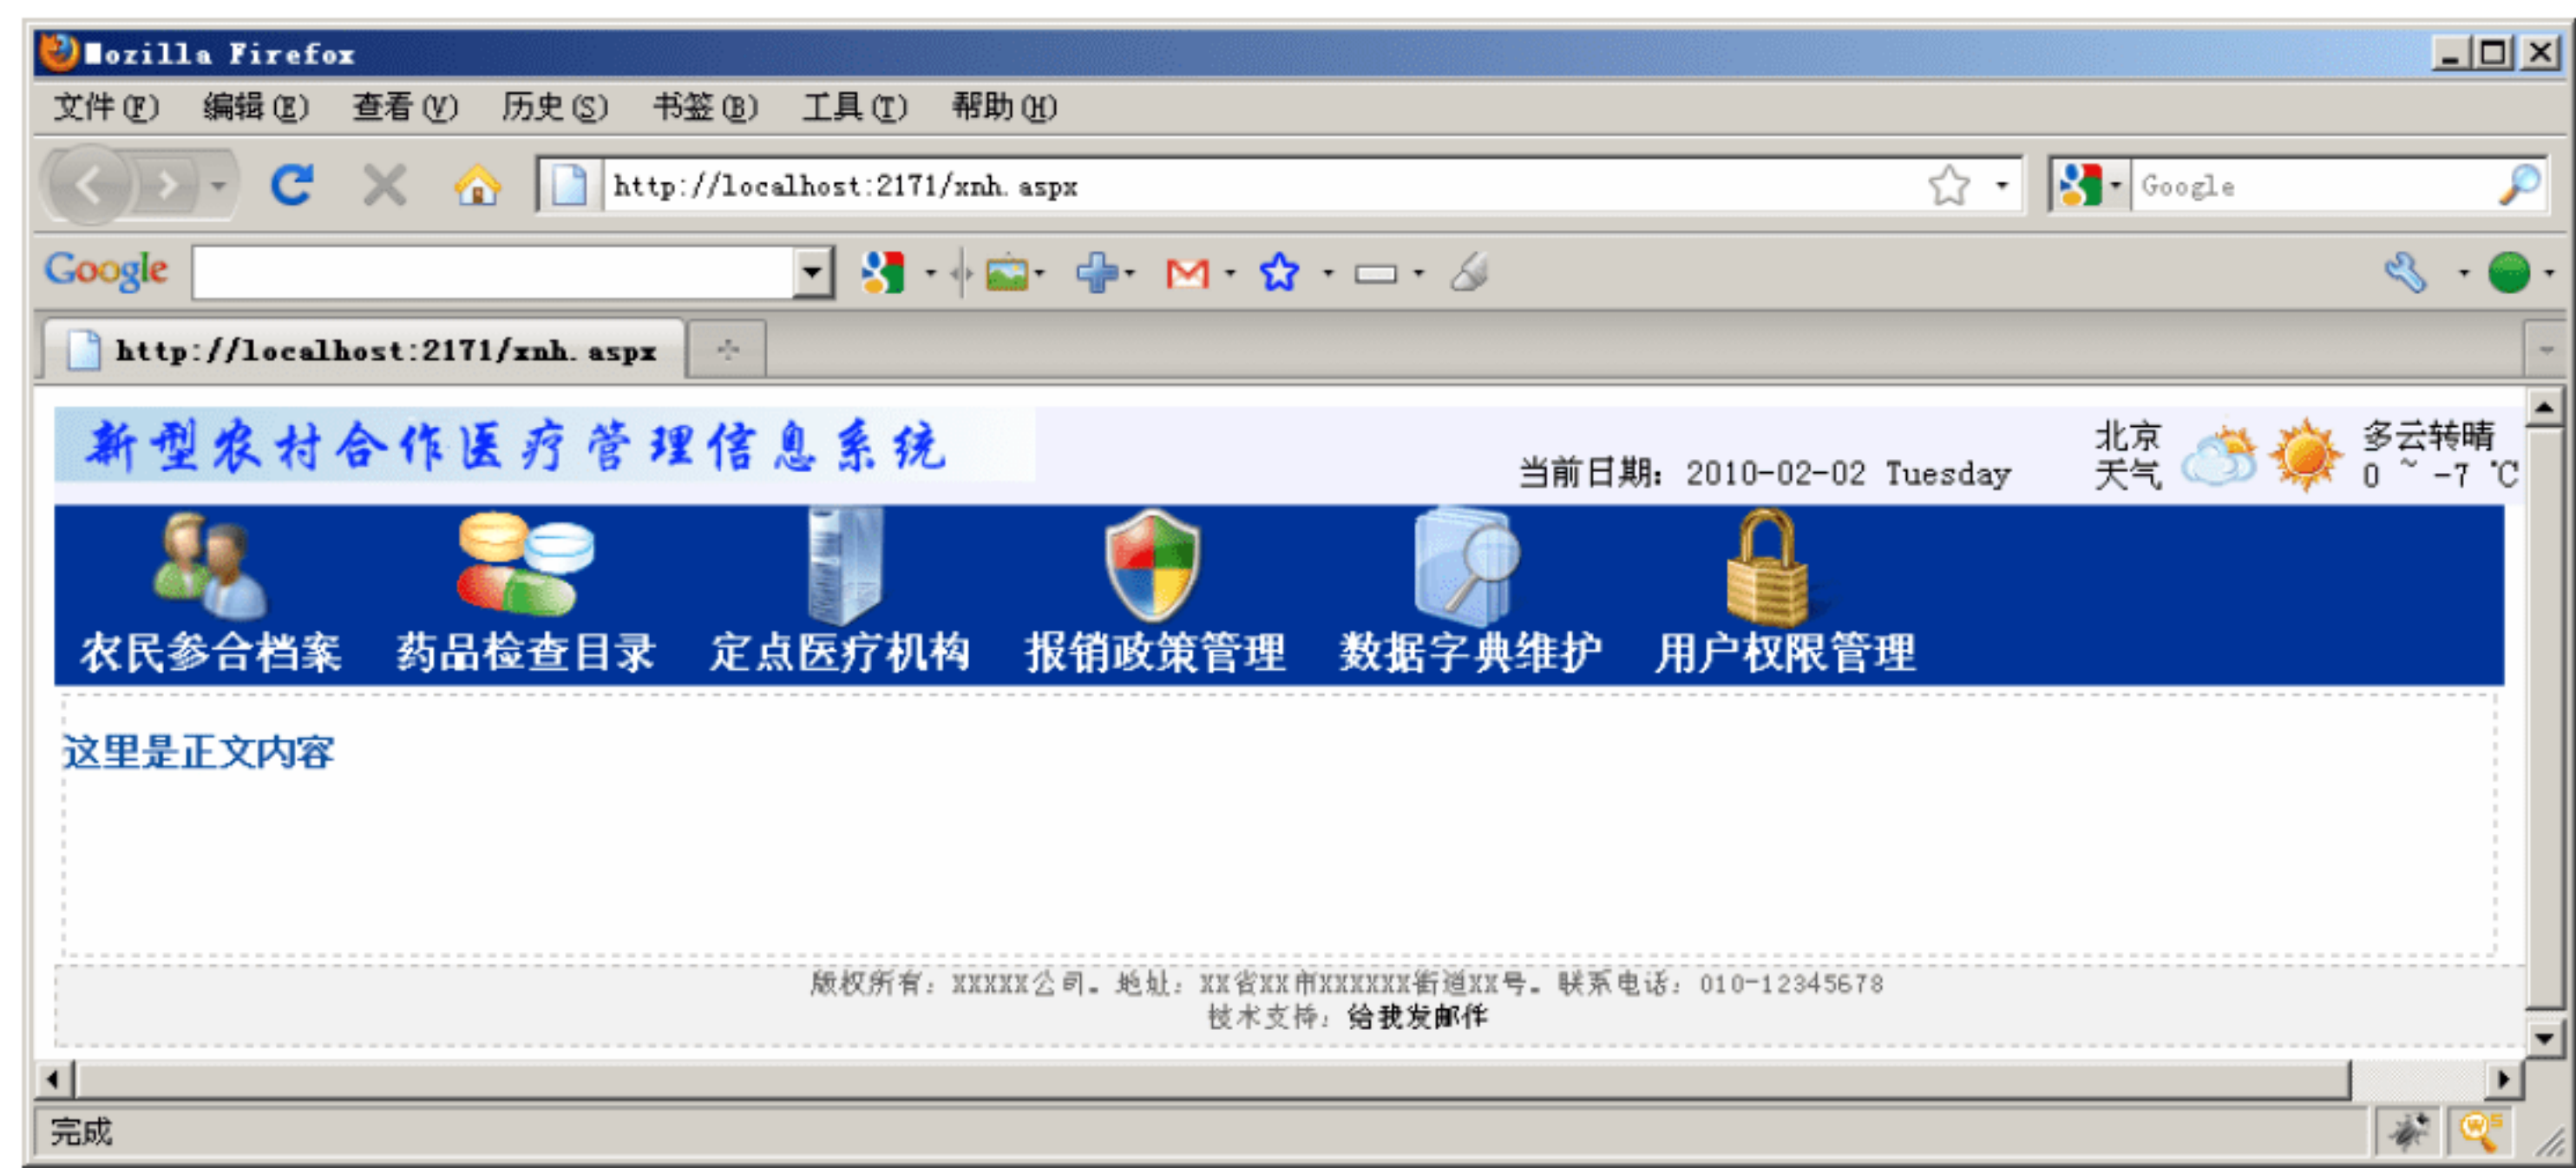 Mozilla Firefox
文件(F) 编辑(E) 查看(V) 历史(S) 书签(B) 工具(T) 帮助(H)
http://localhost:2171/xnh.aspx
Google
Google
http://localhost:2171/xnh.aspx
新型农村合作医疗管理信息系统
当前日期: 2010-02-02 Tuesday
北京
天气
多云转晴
0 ~ -7 ℃
农民参合档案 药品检查目录 定点医疗机构 报销政策管理 数据字典维护 用户权限管理
这里是正文内容
版权所有: XXXXX公司。地址: XX省XX市XXXXXX街道XX号。联系电话: 010-12345678
技术支持: 给我发邮件
完成